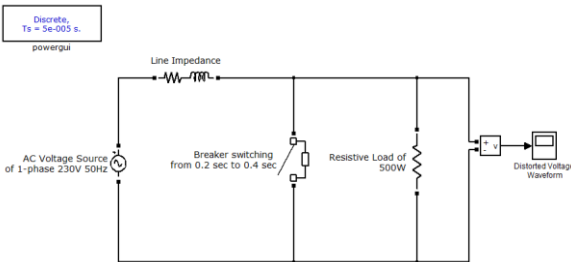 Discrete,
Ts = 5e-005 s.
powergui
Line Impedance
AC Voltage Source
of 1-phase 230V 50Hz
Breaker switching
from 0.2 sec to 0.4 sec
Resistive Load of
500W
+
-
v
Distorted Voltage
Waveform